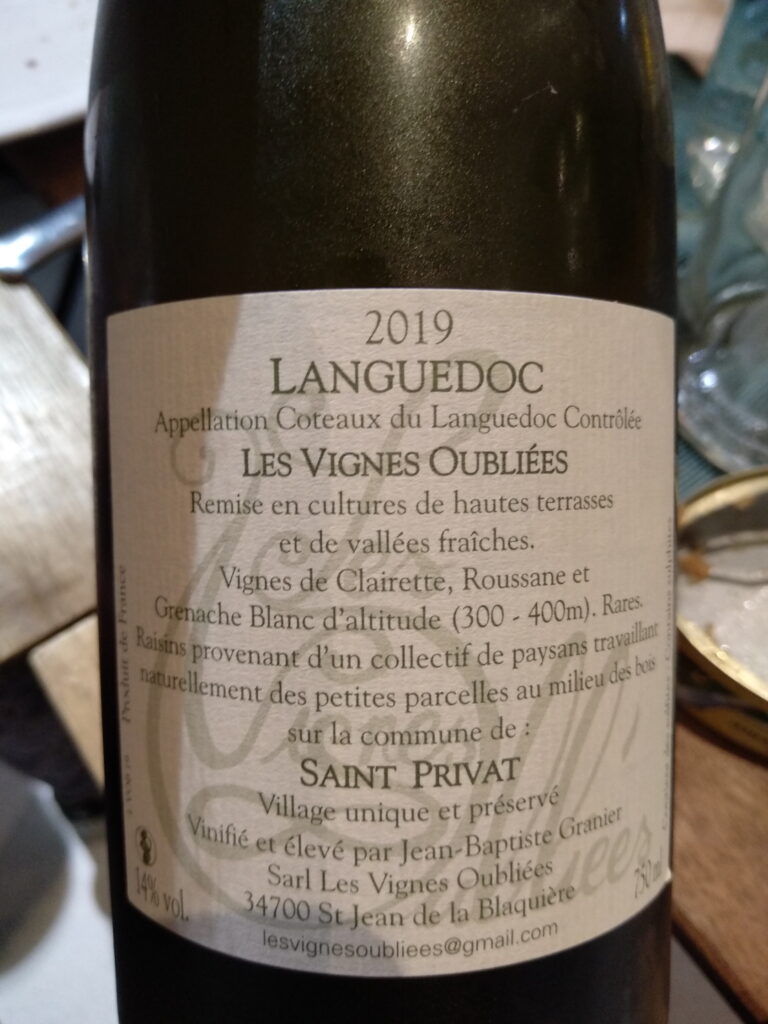 2019
LANGUEDOC
Appellation Coteaux du Languedoc Contrôlée
LES VIGNES OUBLIÉES
Remise en cultures de hautes terrasses
et de vallées fraîches.
Vignes de Clairette, Roussane et
Grenache Blanc d'altitude (300 - 400m). Rares.
Raisins provenant d'un collectif de paysans travaillant
naturellement des petites parcelles au milieu des bois
sur la commune de :
SAINT PRIVAT
Village unique et préservé
Vinifié et élevé par Jean-Baptiste Granier
Sarl Les Vignes Oubliées
34700 St Jean de la Blaquière
lesvignesoubliees@gmail.com
14% vol.
750 ml
Produit de France